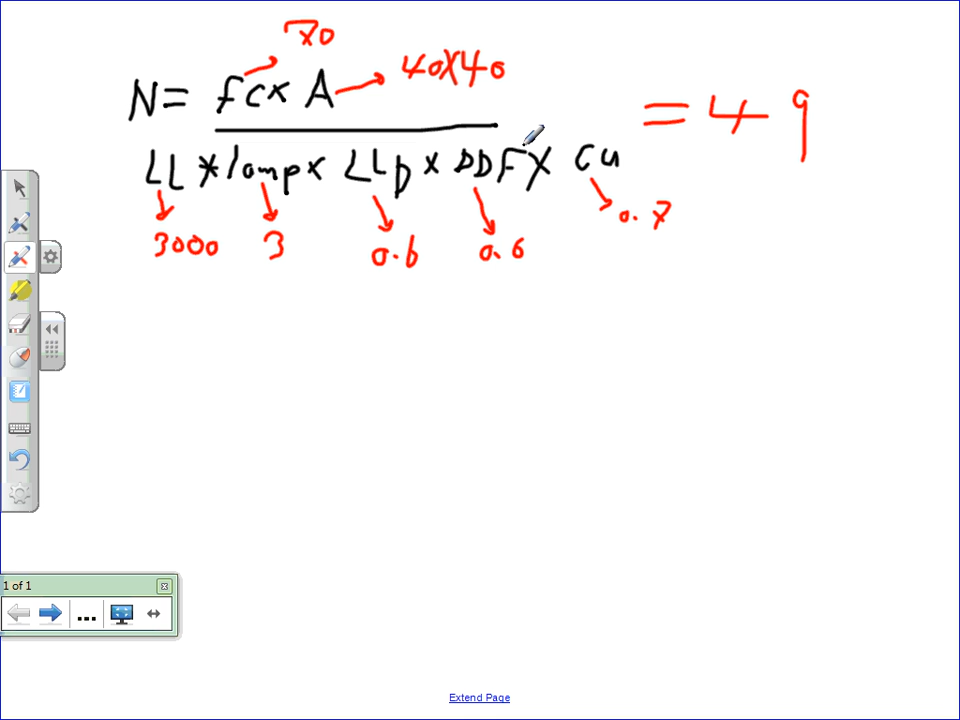 70
40x40
N= fc x A
= 49
LL * lamp x LLD x DDF x Cu
3000 3 0.6 0.6 0.7
1 of 1
...
Extend Page